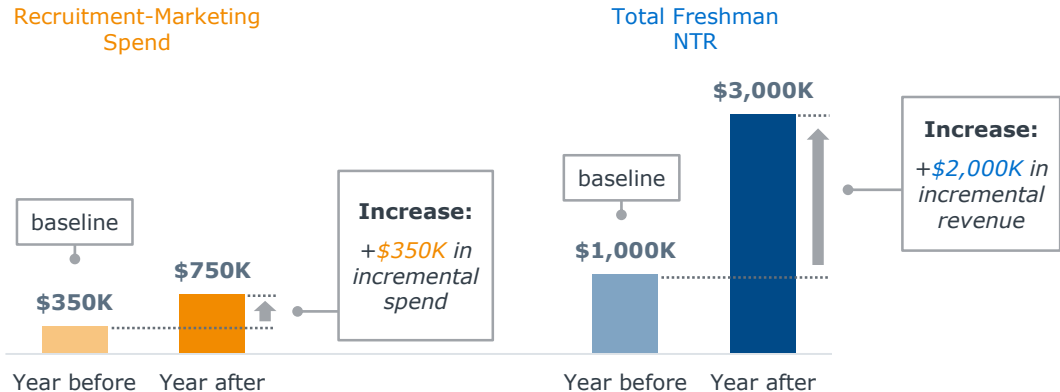 Recruitment-Marketing
Spend
baseline
$350K
$750K
Increase:
+$350K in
incremental
spend
Year before
Year after
Total Freshman
NTR
baseline
$1,000K
$3,000K
Increase:
+$2,000K in
incremental
revenue
Year before
Year after